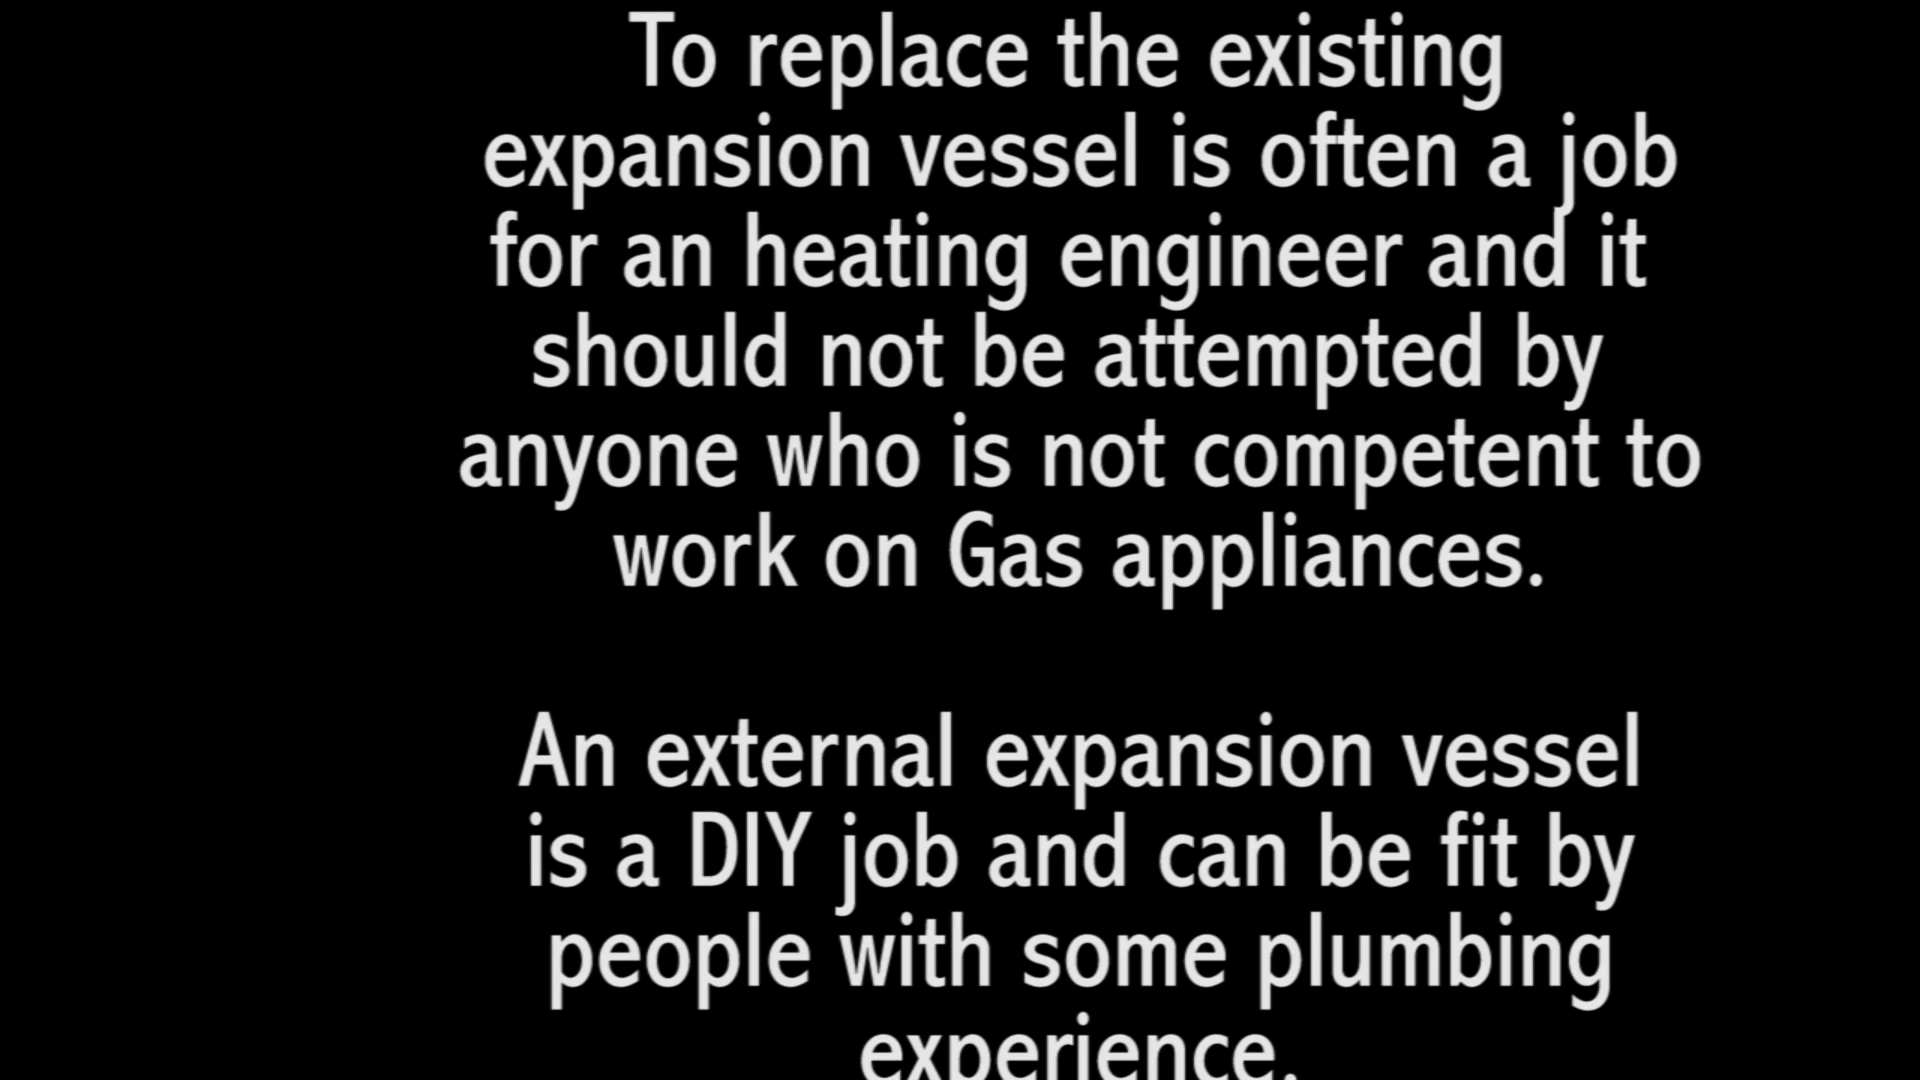 To replace the existing
expansion vessel is often a job
for an heating engineer and it
should not be attempted by
anyone who is not competent to
work on Gas appliances.
An external expansion vessel
is a DIY job and can be fit by
people with some plumbing
experience.